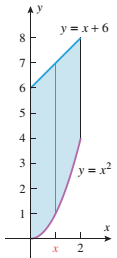 y
y = x + 6
8
7
6
5
4
3
y = x²
2
1
x
x
2